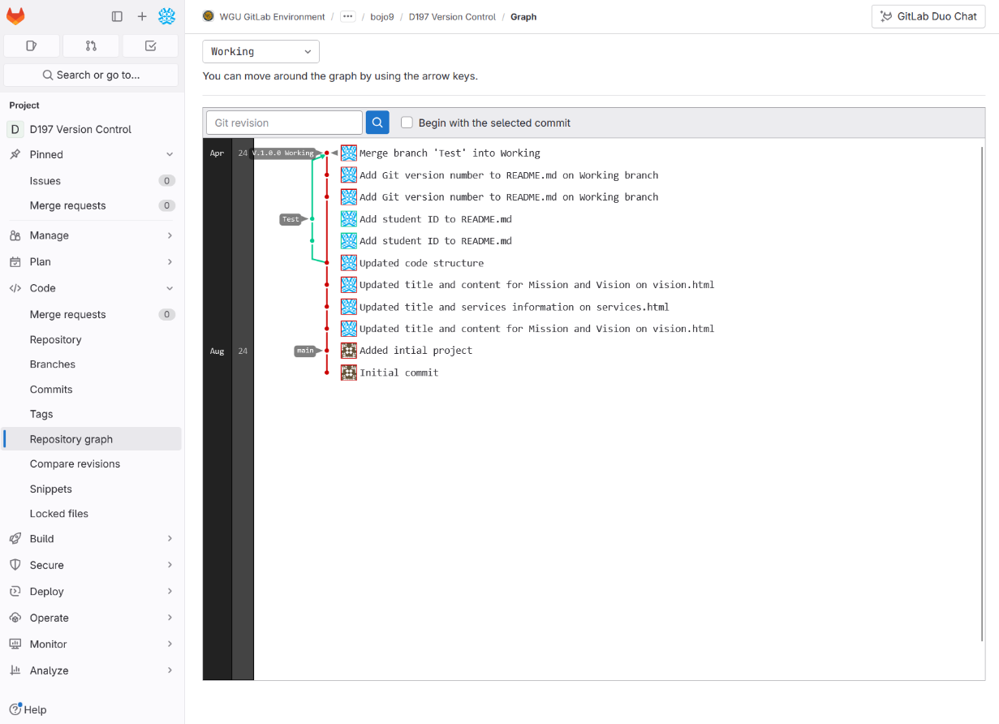 WGU GitLab Environment / ... / bojo9 / D197 Version Control / Graph
GitLab Duo Chat
Search or go to...
Project
D D197 Version Control
Pinned
Issues 0
Merge requests 0
Manage
Plan
Code
Merge requests 0
Repository
Branches
Commits
Tags
Repository graph
Compare revisions
Snippets
Locked files
Build
Secure
Deploy
Operate
Monitor
Analyze
Help
Working
You can move around the graph by using the arrow keys.
Git revision
Begin with the selected commit
Apr 24 V.1.0.0 Working Merge branch 'Test' into Working
Add Git version number to README.md on Working branch
Add Git version number to README.md on Working branch
Test Add student ID to README.md
Add student ID to README.md
Updated code structure
Updated title and content for Mission and Vision on vision.html
Updated title and services information on services.html
Updated title and content for Mission and Vision on vision.html
Aug 24 main Added intial project
Initial commit